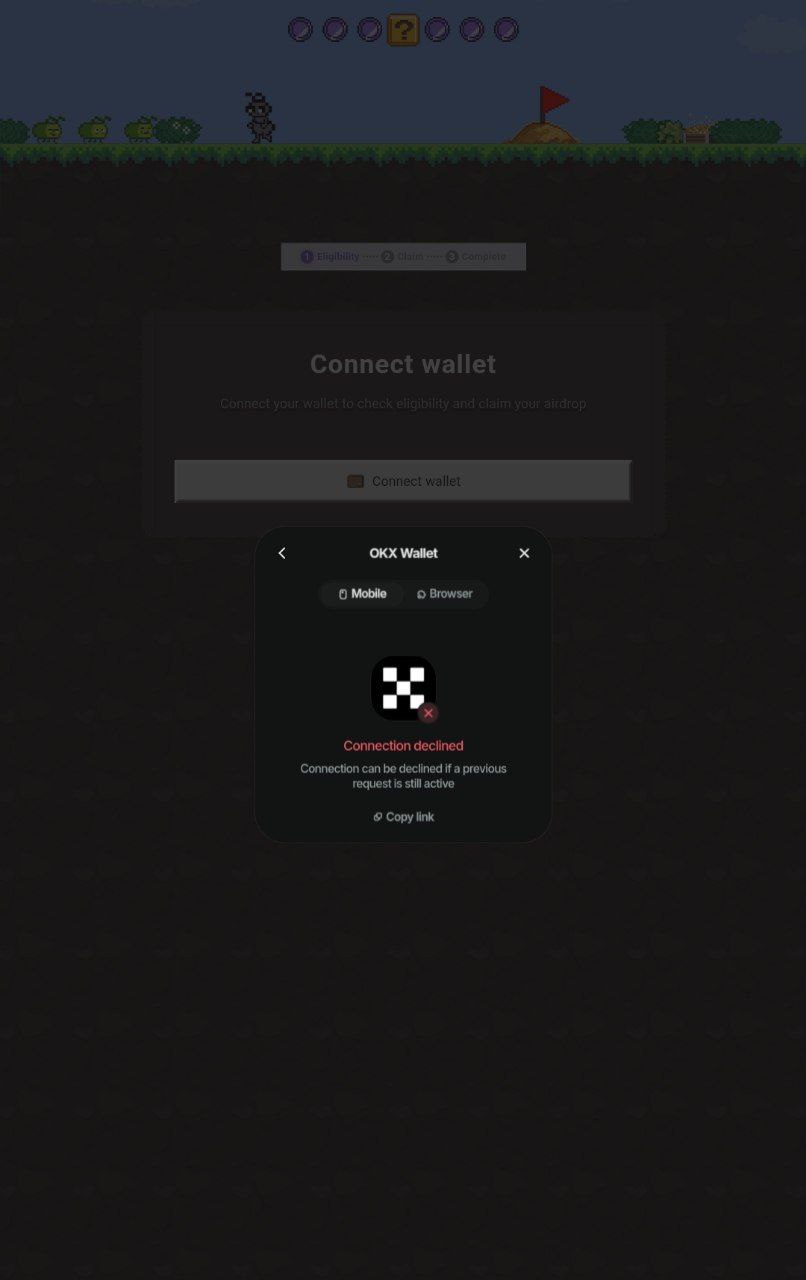 ?
1 Eligibility ····· 2 Claim ····· 3 Complete
Connect wallet
Connect your wallet to check eligibility and claim your airdrop
Connect wallet
OKX Wallet
Mobile Browser
Connection declined
Connection can be declined if a previous
request is still active
Copy link